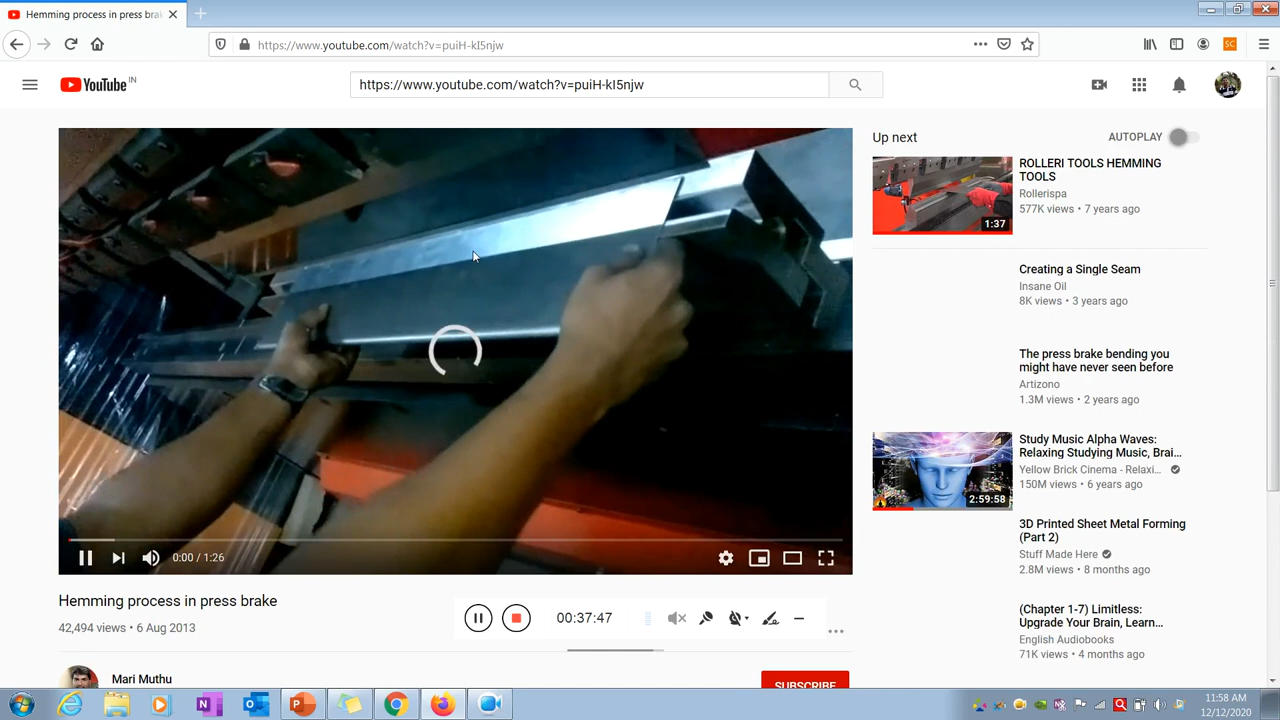 Hemming process in press bra
https://www.youtube.com/watch?v=puiH-kI5njw
SC
YouTube IN
https://www.youtube.com/watch?v=puiH-kI5njw
Up next
AUTOPLAY
ROLLERI TOOLS HEMMING
TOOLS
Rollerispa
577K views • 7 years ago
1:37
Creating a Single Seam
Insane Oil
8K views • 3 years ago
The press brake bending you
might have never seen before
Artizono
1.3M views • 2 years ago
Study Music Alpha Waves:
Relaxing Studying Music, Brai...
Yellow Brick Cinema - Relaxi...
150M views • 6 years ago
2:59:58
3D Printed Sheet Metal Forming
(Part 2)
Stuff Made Here
2.8M views • 8 months ago
(Chapter 1-7) Limitless:
Upgrade Your Brain, Learn...
English Audiobooks
71K views • 4 months ago
0:00 / 1:26
Hemming process in press brake
42,494 views • 6 Aug 2013
00:37:47
Mari Muthu
SUBSCRIBE
11:58 AM
12/12/2020